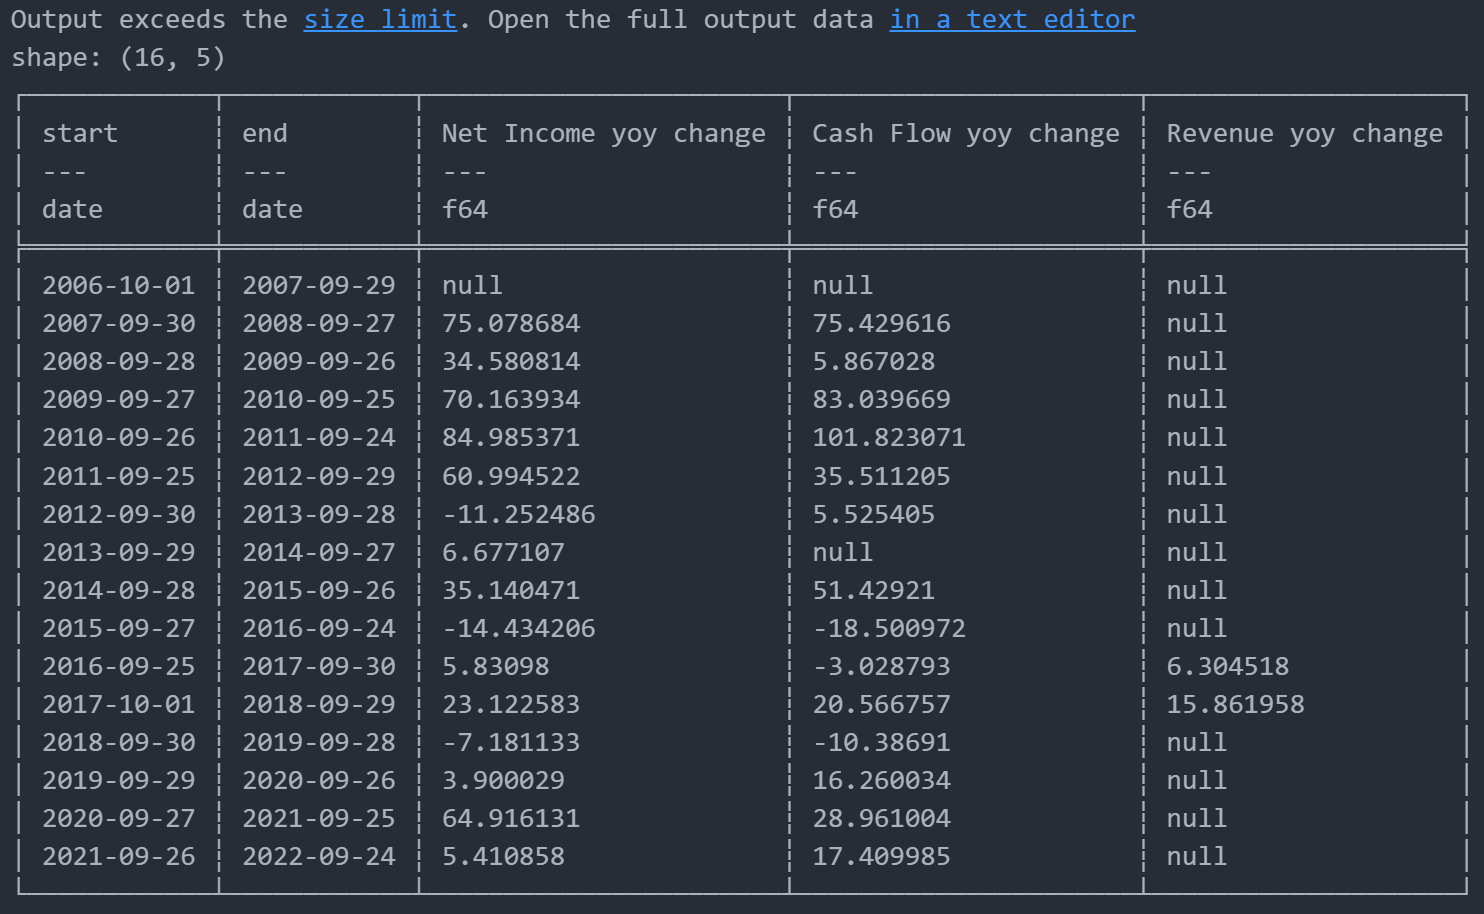 Output exceeds the size limit. Open the full output data in a text editor
shape: (16, 5)
start end Net Income yoy change Cash Flow yoy change Revenue yoy change
--- --- --- --- ---
date date f64 f64 f64
2006-10-01 2007-09-29 null null null
2007-09-30 2008-09-27 75.078684 75.429616 null
2008-09-28 2009-09-26 34.580814 5.867028 null
2009-09-27 2010-09-25 70.163934 83.039669 null
2010-09-26 2011-09-24 84.985371 101.823071 null
2011-09-25 2012-09-29 60.994522 35.511205 null
2012-09-30 2013-09-28 -11.252486 5.525405 null
2013-09-29 2014-09-27 6.677107 null null
2014-09-28 2015-09-26 35.140471 51.42921 null
2015-09-27 2016-09-24 -14.434206 -18.500972 null
2016-09-25 2017-09-30 5.83098 -3.028793 6.304518
2017-10-01 2018-09-29 23.122583 20.566757 15.861958
2018-09-30 2019-09-28 -7.181133 -10.38691 null
2019-09-29 2020-09-26 3.900029 16.260034 null
2020-09-27 2021-09-25 64.916131 28.961004 null
2021-09-26 2022-09-24 5.410858 17.409985 null